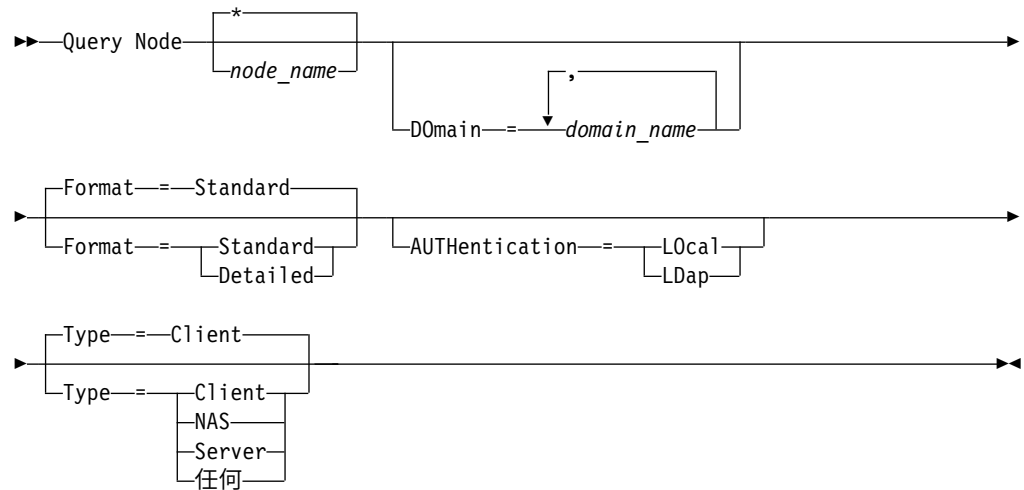 *
Query Node
node_name
,
DOmain = domain_name
Format = Standard
Format = Standard
Detailed
AUTHentication = LOcal
LDap
Type = Client
Type = Client
NAS
Server
任何